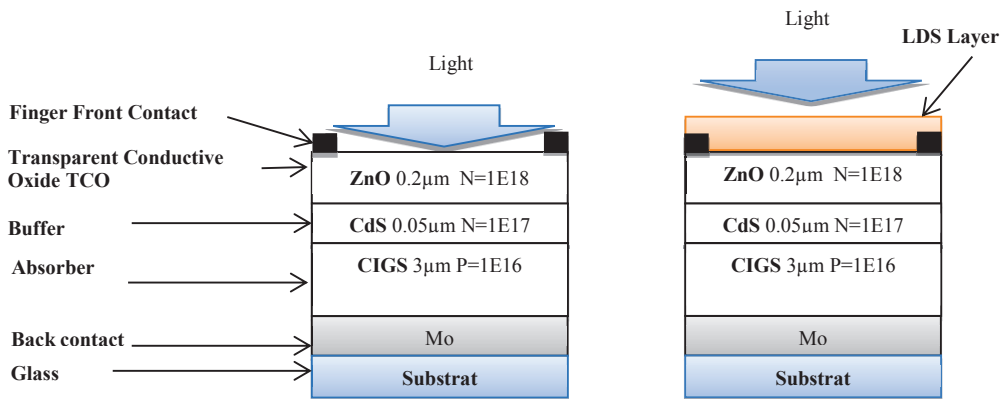 Light
Finger Front Contact
Transparent Conductive
Oxide TCO
Buffer
Absorber
Back contact
Glass
ZnO 0.2µm N=1E18
CdS 0.05µm N=1E17
CIGS 3µm P=1E16
Mo
Substrat
Light
LDS Layer
ZnO 0.2µm N=1E18
CdS 0.05µm N=1E17
CIGS 3µm P=1E16
Mo
Substrat